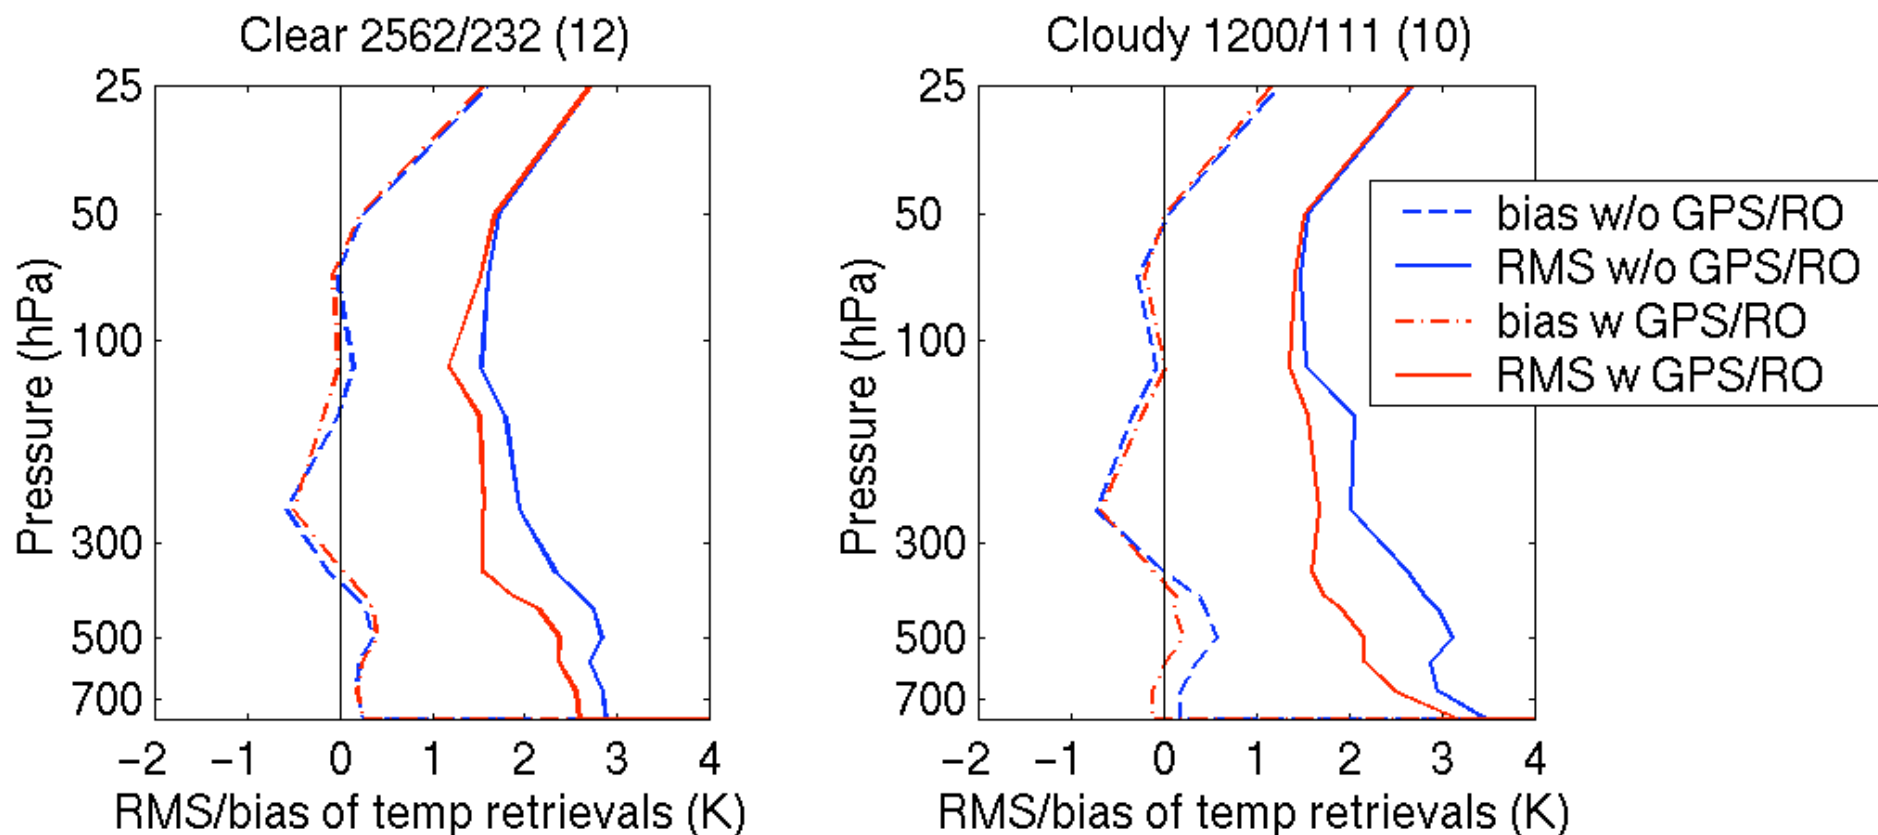 Clear 2562/232 (12)
25
50
100
300
500
700
Pressure (hPa)
−2 −1 0 1 2 3 4
RMS/bias of temp retrievals (K)
Cloudy 1200/111 (10)
25
50
100
300
500
700
Pressure (hPa)
−2 −1 0 1 2 3 4
RMS/bias of temp retrievals (K)
bias w/o GPS/RO
RMS w/o GPS/RO
bias w GPS/RO
RMS w GPS/RO